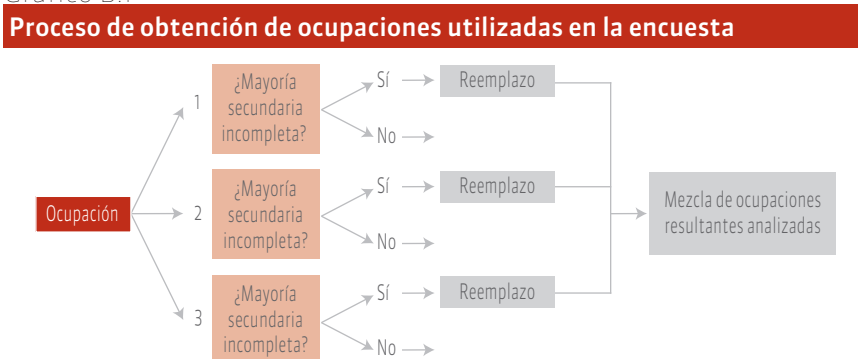 Proceso de obtención de ocupaciones utilizadas en la encuesta
Ocupación
1
¿Mayoría
secundaria
incompleta?
Sí
Reemplazo
No
2
¿Mayoría
secundaria
incompleta?
Sí
Reemplazo
No
3
¿Mayoría
secundaria
incompleta?
Sí
Reemplazo
No
Mezcla de ocupaciones
resultantes analizadas